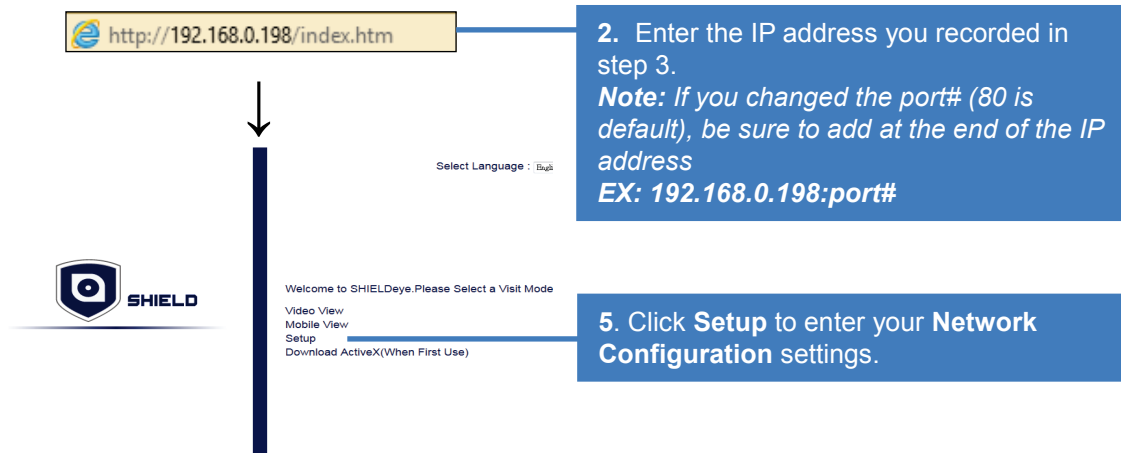 http://192.168.0.198/index.htm
2. Enter the IP address you recorded in
step 3.
Note: If you changed the port# (80 is
default), be sure to add at the end of the IP
address
EX: 192.168.0.198:port#
Select Language : Engli
SHIELD
Welcome to SHIELDeye.Please Select a Visit Mode
Video View
Mobile View
Setup
Download ActiveX(When First Use)
5. Click Setup to enter your Network
Configuration settings.